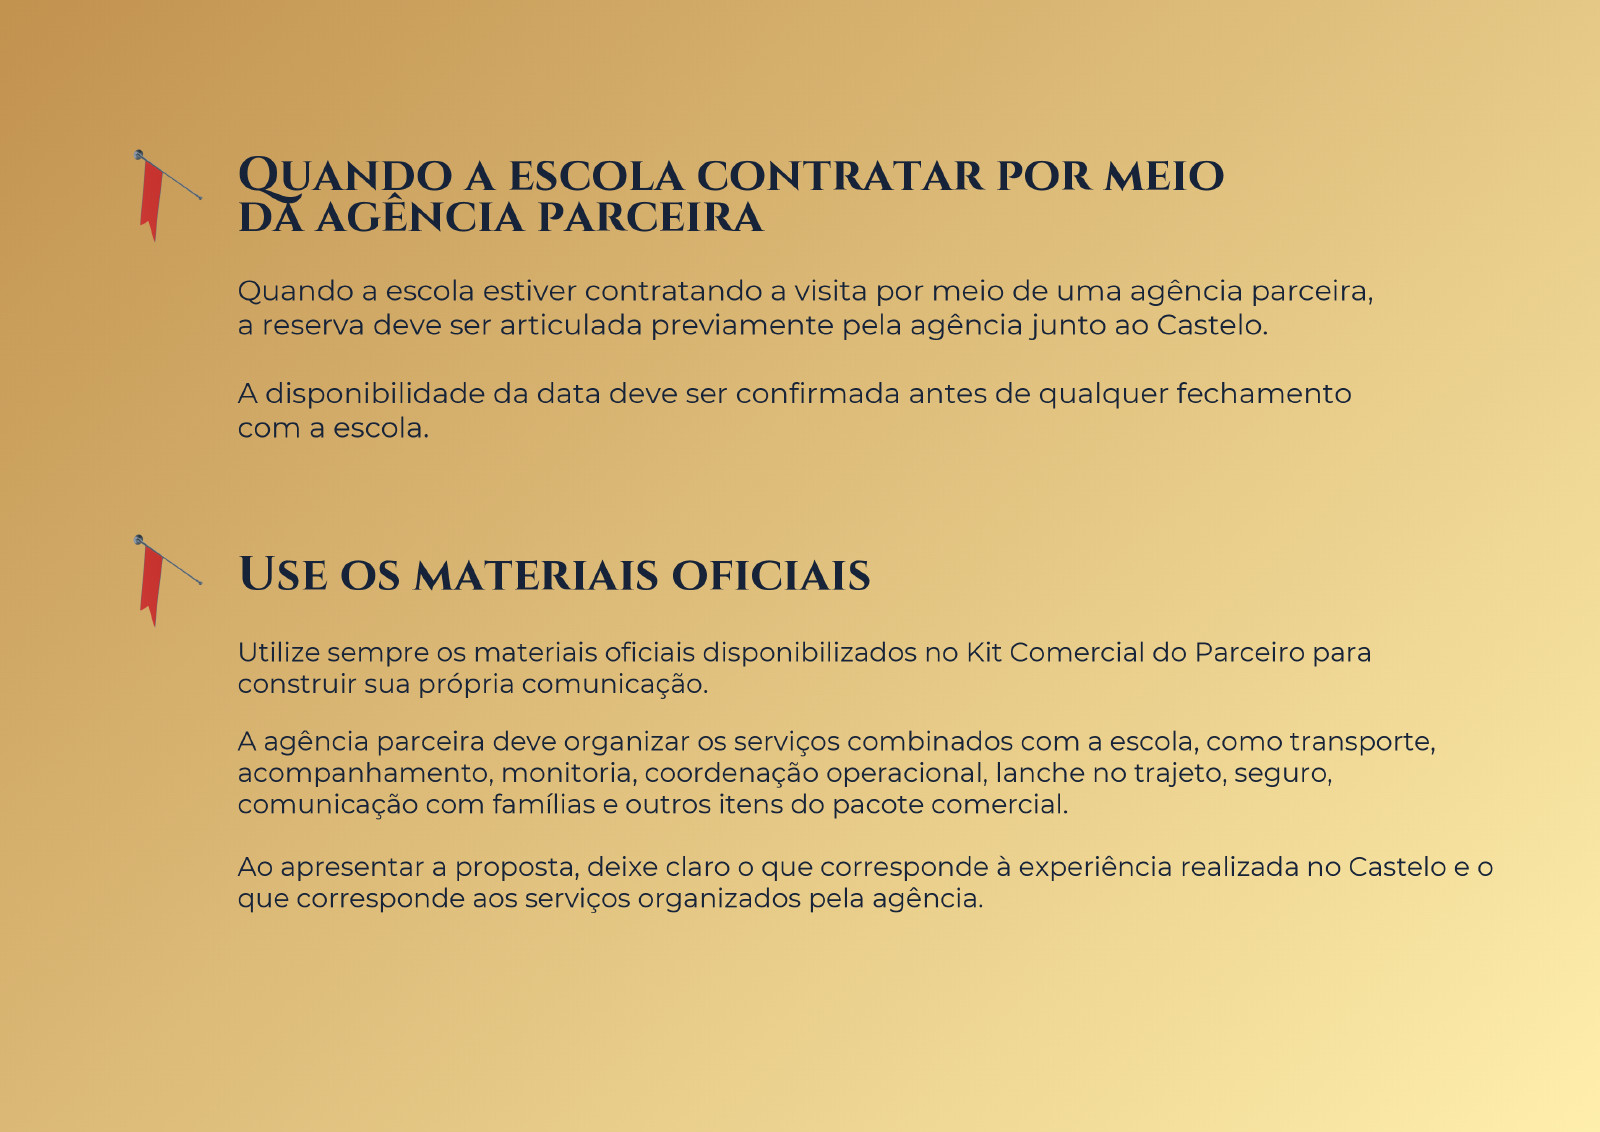 Quando a escola contratar por meio
da agência parceira
Quando a escola estiver contratando a visita por meio de uma agência parceira,
a reserva deve ser articulada previamente pela agência junto ao Castelo.
A disponibilidade da data deve ser confirmada antes de qualquer fechamento
com a escola.
Use os materiais oficiais
Utilize sempre os materiais oficiais disponibilizados no Kit Comercial do Parceiro para
construir sua própria comunicação.
A agência parceira deve organizar os serviços combinados com a escola, como transporte,
acompanhamento, monitoria, coordenação operacional, lanche no trajeto, seguro,
comunicação com famílias e outros itens do pacote comercial.
Ao apresentar a proposta, deixe claro o que corresponde à experiência realizada no Castelo e o
que corresponde aos serviços organizados pela agência.